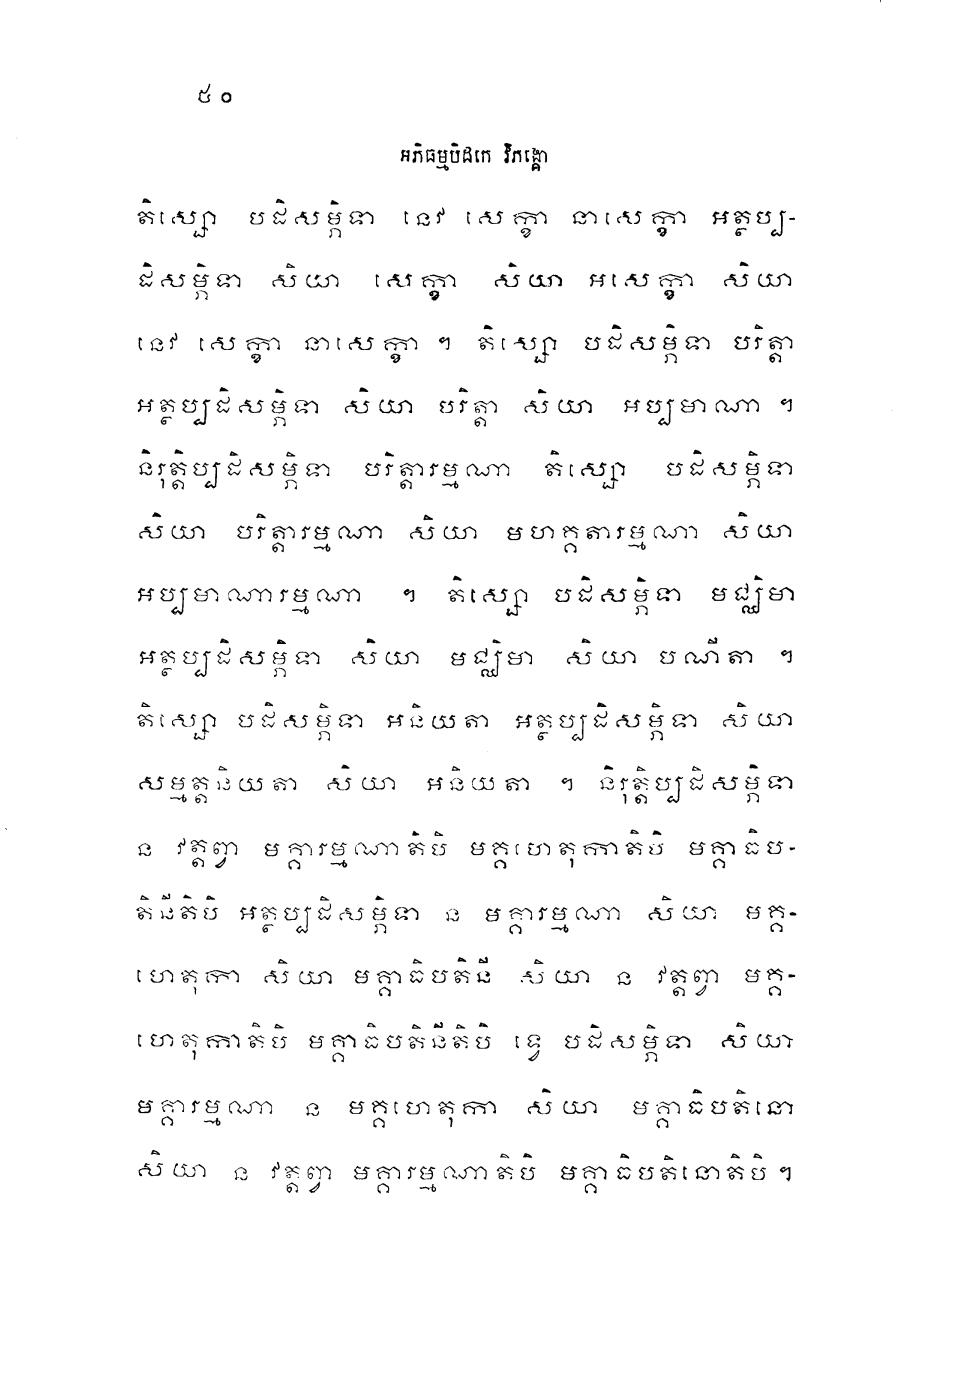 ៥០
អភិធម្មបិដកេ វិភង្គោ
តិស្សោ បដិសម្ភិទា នេវ សេក្ខា នាសេក្ខា អត្ថប្ប-
ដិសម្ភិទា សិយា សេក្ខា សិយា អសេក្ខា សិយា
នេវ សេក្ខា នាសេក្ខា ។ តិស្សោ បដិសម្ភិទា បរិត្តា
អត្ថប្បដិសម្ភិទា សិយា បរិត្តា សិយា អប្បមាណា ។
និរុត្តិប្បដិសម្ភិទា បរិត្តារម្មណា តិស្សោ បដិសម្ភិទា
សិយា បរិត្តារម្មណា សិយា មហគ្គតារម្មណា សិយា
អប្បមាណារម្មណា ។ តិស្សោ បដិសម្ភិទា មជ្ឈិមា
អត្ថប្បដិសម្ភិទា សិយា មជ្ឈិមា សិយា បណីតា ។
តិស្សោ បដិសម្ភិទា អនិយតា អត្ថប្បដិសម្ភិទា សិយា
សម្មត្តនិយតា សិយា អនិយតា ។ និរុត្តិប្បដិសម្ភិទា
ន វត្តព្វា មគ្គារម្មណាតិបិ មគ្គហេតុកាតិបិ មគ្គាធិប-
តិនីតិបិ អត្ថប្បដិសម្ភិទា ន មគ្គារម្មណា សិយា មគ្គ-
ហេតុកា សិយា មគ្គាធិបតិនី សិយា ន វត្តព្វា មគ្គ-
ហេតុកាតិបិ មគ្គាធិបតិនីតិបិ ទ្វេ បដិសម្ភិទា សិយា
មគ្គារម្មណា ន មគ្គហេតុកា សិយា មគ្គាធិបតិនោ
សិយា ន វត្តព្វា មគ្គារម្មណាតិបិ មគ្គាធិបតិនោតិបិ ។